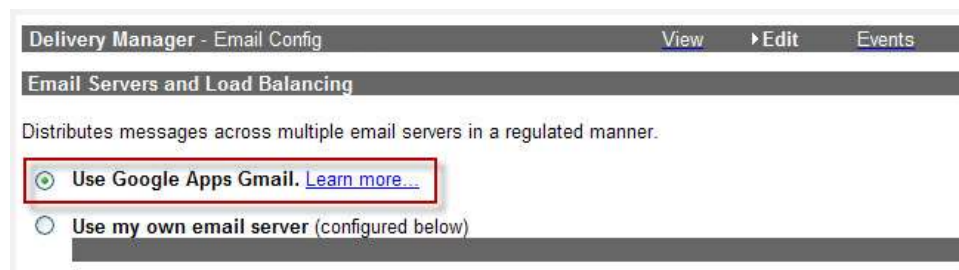 Delivery Manager - Email Config View Edit Events
Email Servers and Load Balancing
Distributes messages across multiple email servers in a regulated manner.
Use Google Apps Gmail. Learn more...
Use my own email server (configured below)